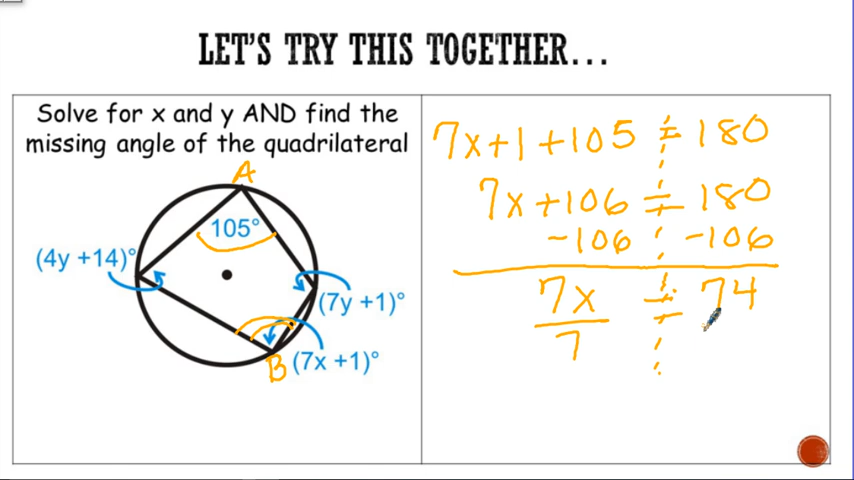 LET'S TRY THIS TOGETHER...
Solve for x and y AND find the
missing angle of the quadrilateral
A
105°
(4y +14)°
(7y +1)°
B (7x +1)°
7x+1+105 = 180
7x+106 = 180
-106 -106
7x = 74
7